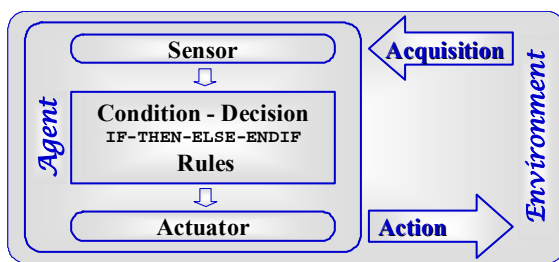 Sensor
Acquisition
Condition - Decision
IF-THEN-ELSE-ENDIF
Rules
Agent
Environment
Actuator
Action